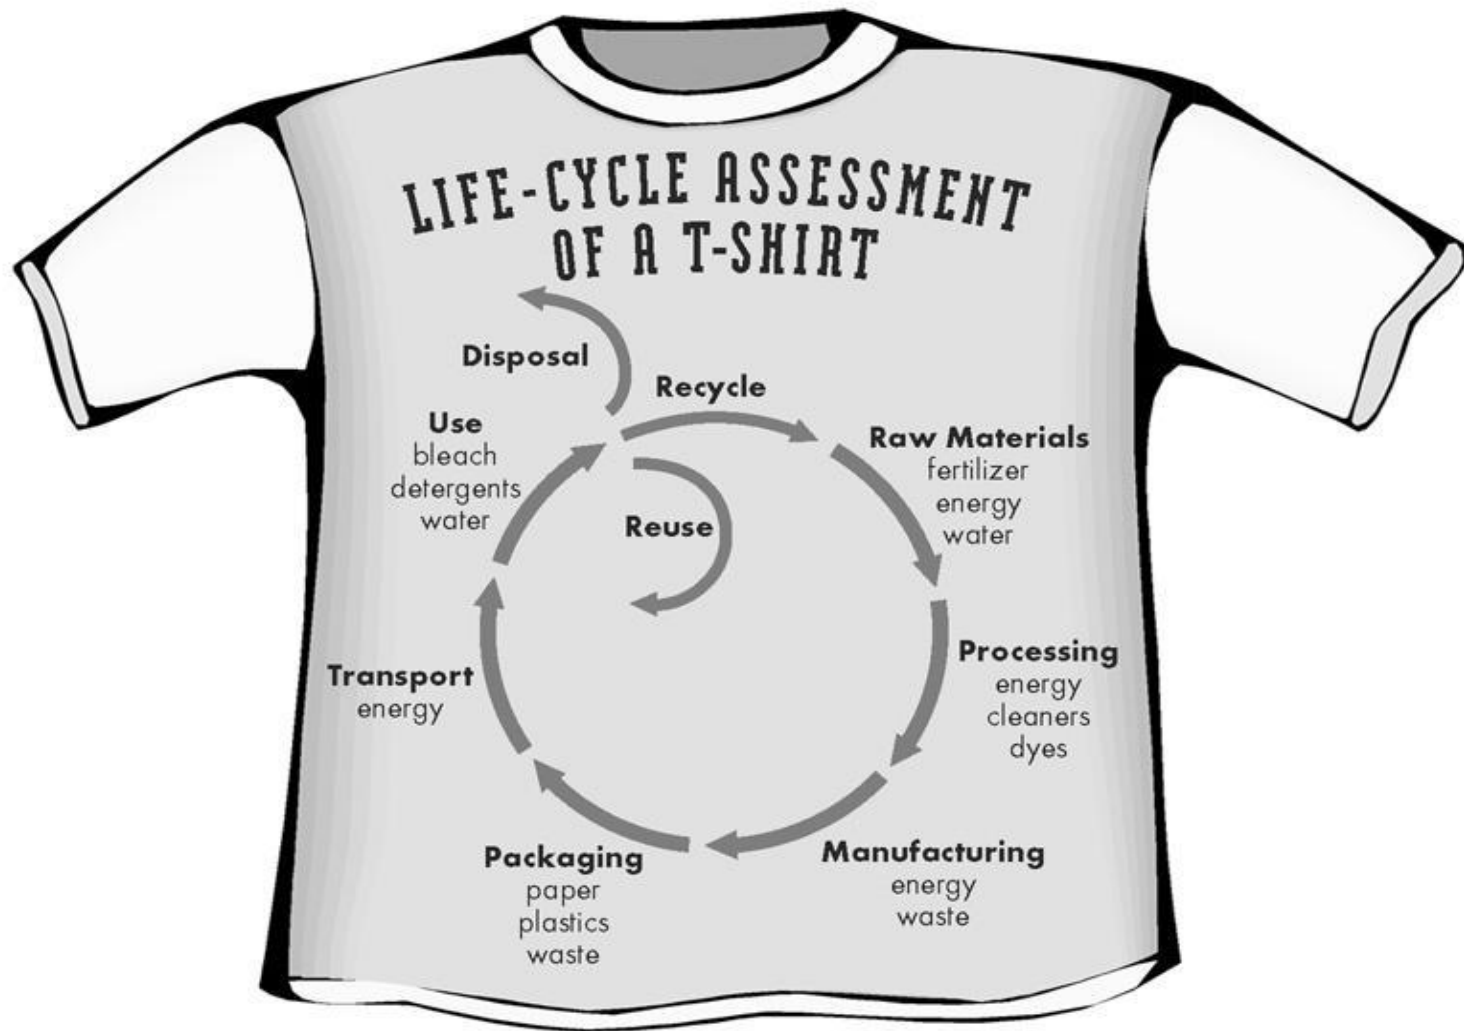 LIFE-CYCLE ASSESSMENT
OF A T-SHIRT
Disposal
Recycle
Use
bleach
detergents
water
Raw Materials
fertilizer
energy
water
Reuse
Transport
energy
Processing
energy
cleaners
dyes
Packaging
paper
plastics
waste
Manufacturing
energy
waste